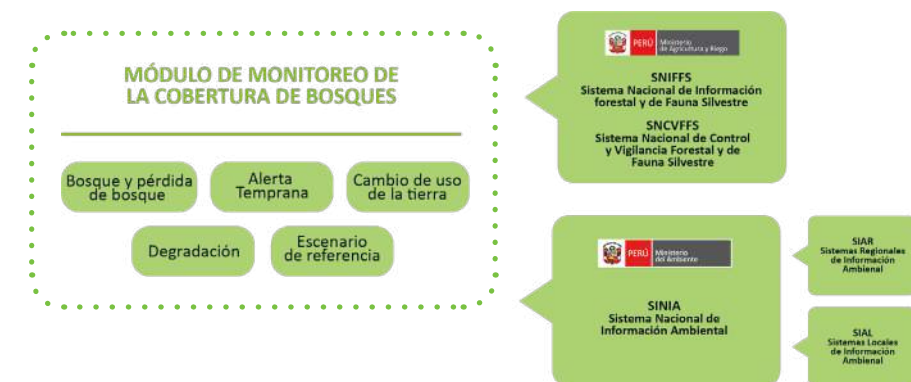 MÓDULO DE MONITOREO DE
LA COBERTURA DE BOSQUES
Bosque y pérdida
de bosque
Alerta
Temprana
Cambio de uso
de la tierra
Degradación
Escenario
de referencia
PERÚ
Ministerio
de Agricultura y Riego
SNIFFS
Sistema Nacional de Información
forestal y de Fauna Silvestre
SNCVFFS
Sistema Nacional de Control
y Vigilancia Forestal y de
Fauna Silvestre
PERÚ
Ministerio
del Ambiente
SINIA
Sistema Nacional de
Información Ambiental
SIAR
Sistemas Regionales
de Información
Ambienal
SIAL
Sistemas Locales
de Información
Ambienal